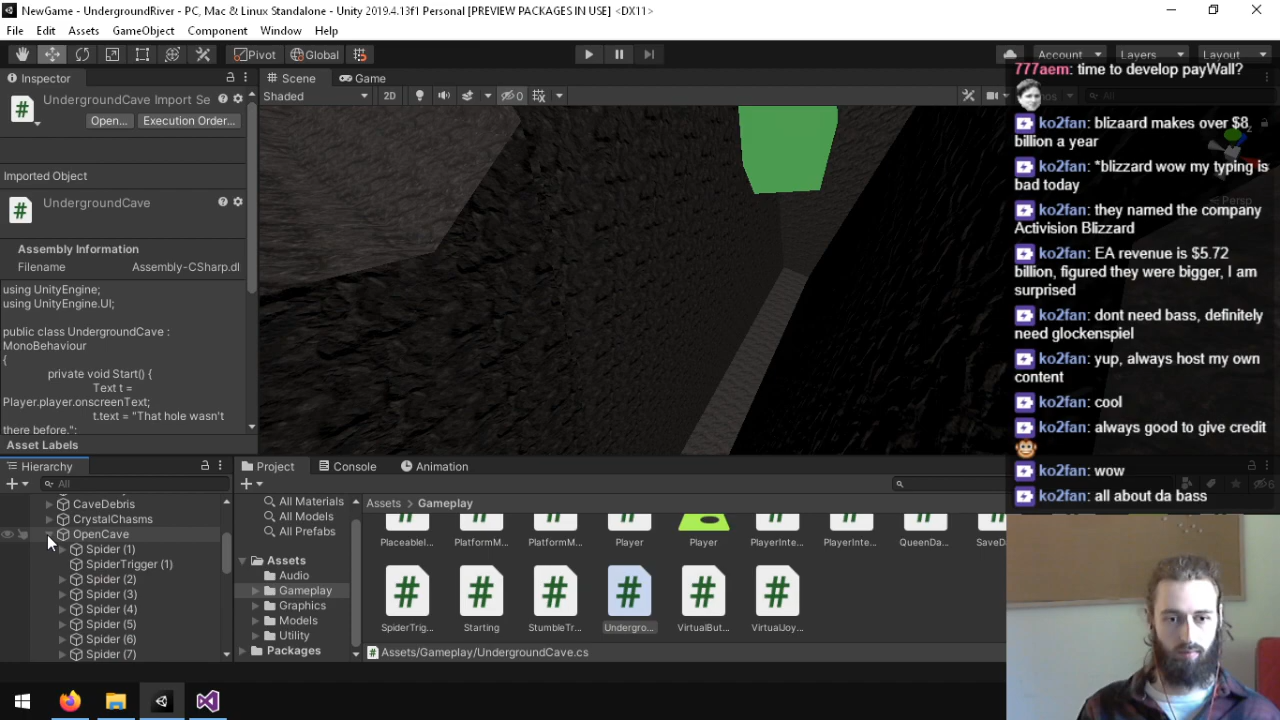 NewGame - UndergroundRiver - PC, Mac & Linux Standalone - Unity 2019.4.13f1 Personal [PREVIEW PACKAGES IN USE] <DX11>
File Edit Assets GameObject Component Window Help
Pivot Global Account Layers Layout
Inspector
UndergroundCave Import Se
Open... Execution Order...
Imported Object
UndergroundCave
Assembly Information
Filename Assembly-CSharp.dl
using UnityEngine;
using UnityEngine.UI;
public class UndergroundCave :
MonoBehaviour
{
private void Start() {
Text t =
Player.player.onscreenText;
t.text = "That hole wasn't
there before.";
Asset Labels
Scene Game
Shaded 2D 0
All
Persp
777aem: time to develop payWall?
ko2fan: blizaard makes over $8
billion a year
ko2fan: *blizzard wow my typing is
bad today
ko2fan: they named the company
Activision Blizzard
ko2fan: EA revenue is $5.72
billion, figured they were bigger, I am
surprised
ko2fan: dont need bass, definitely
need glockenspiel
ko2fan: yup, always host my own
content
ko2fan: cool
ko2fan: always good to give credit
ko2fan: wow
ko2fan: all about da bass
Hierarchy
All
CaveDebris
CrystalChasms
OpenCave
Spider (1)
SpiderTrigger (1)
Spider (2)
Spider (3)
Spider (4)
Spider (5)
Spider (6)
Spider (7)
Project Console Animation
All Materials
All Models
All Prefabs
Assets
Audio
Gameplay
Graphics
Models
Utility
Packages
Assets Gameplay
PlaceableI... PlatformM... PlatformM... Player Player PlayerInte... PlayerInte... QueenDa... SaveD
SpiderTrig... Starting StumbleTr... Undergro... VirtualBut... VirtualJoy...
Assets/Gameplay/UndergroundCave.cs